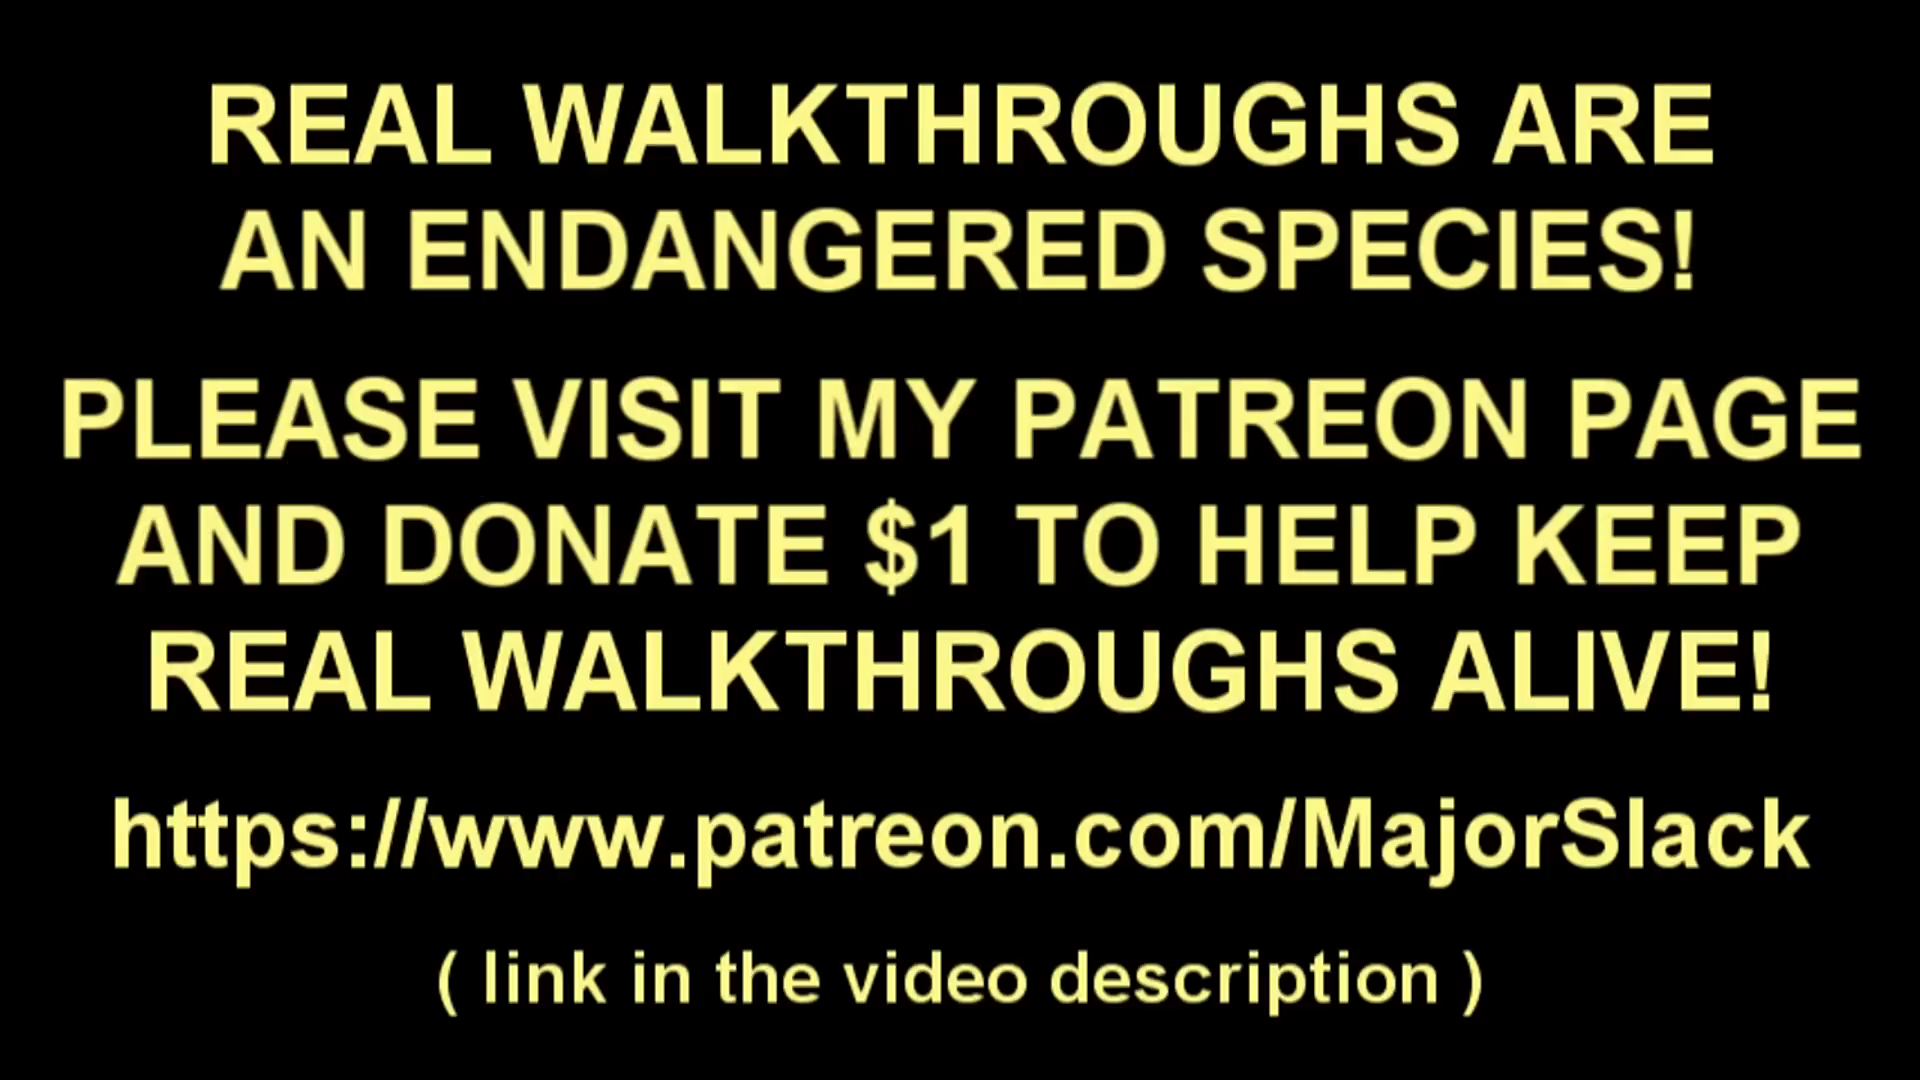 REAL WALKTHROUGHS ARE
AN ENDANGERED SPECIES!
PLEASE VISIT MY PATREON PAGE
AND DONATE $1 TO HELP KEEP
REAL WALKTHROUGHS ALIVE!
https://www.patreon.com/MajorSlack
( link in the video description )